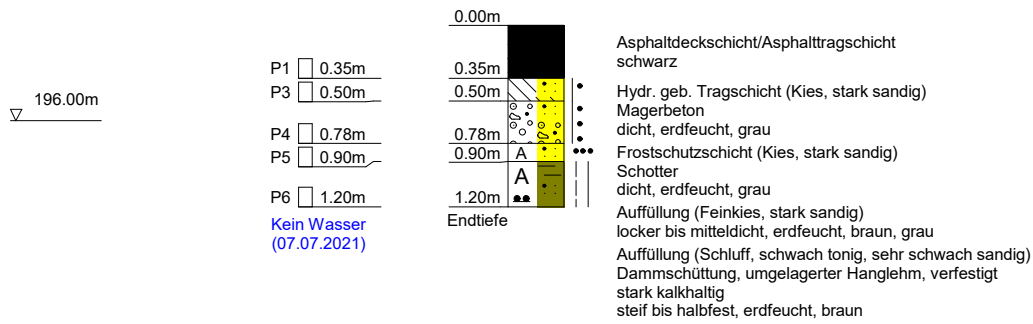 196.00m
P1 0.35m
P3 0.50m
P4 0.78m
P5 0.90m
P6 1.20m
Kein Wasser
(07.07.2021)
0.00m
0.35m
0.50m
0.78m
0.90m
1.20m
Endtiefe
A
A
Asphaltdeckschicht/Asphalttragschicht
schwarz
Hydr. geb. Tragschicht (Kies, stark sandig)
Magerbeton
dicht, erdfeucht, grau
Frostschutzschicht (Kies, stark sandig)
Schotter
dicht, erdfeucht, grau
Auffüllung (Feinkies, stark sandig)
locker bis mitteldicht, erdfeucht, braun, grau
Auffüllung (Schluff, schwach tonig, sehr schwach sandig)
Dammschüttung, umgelagerter Hanglehm, verfestigt
stark kalkhaltig
steif bis halbfest, erdfeucht, braun